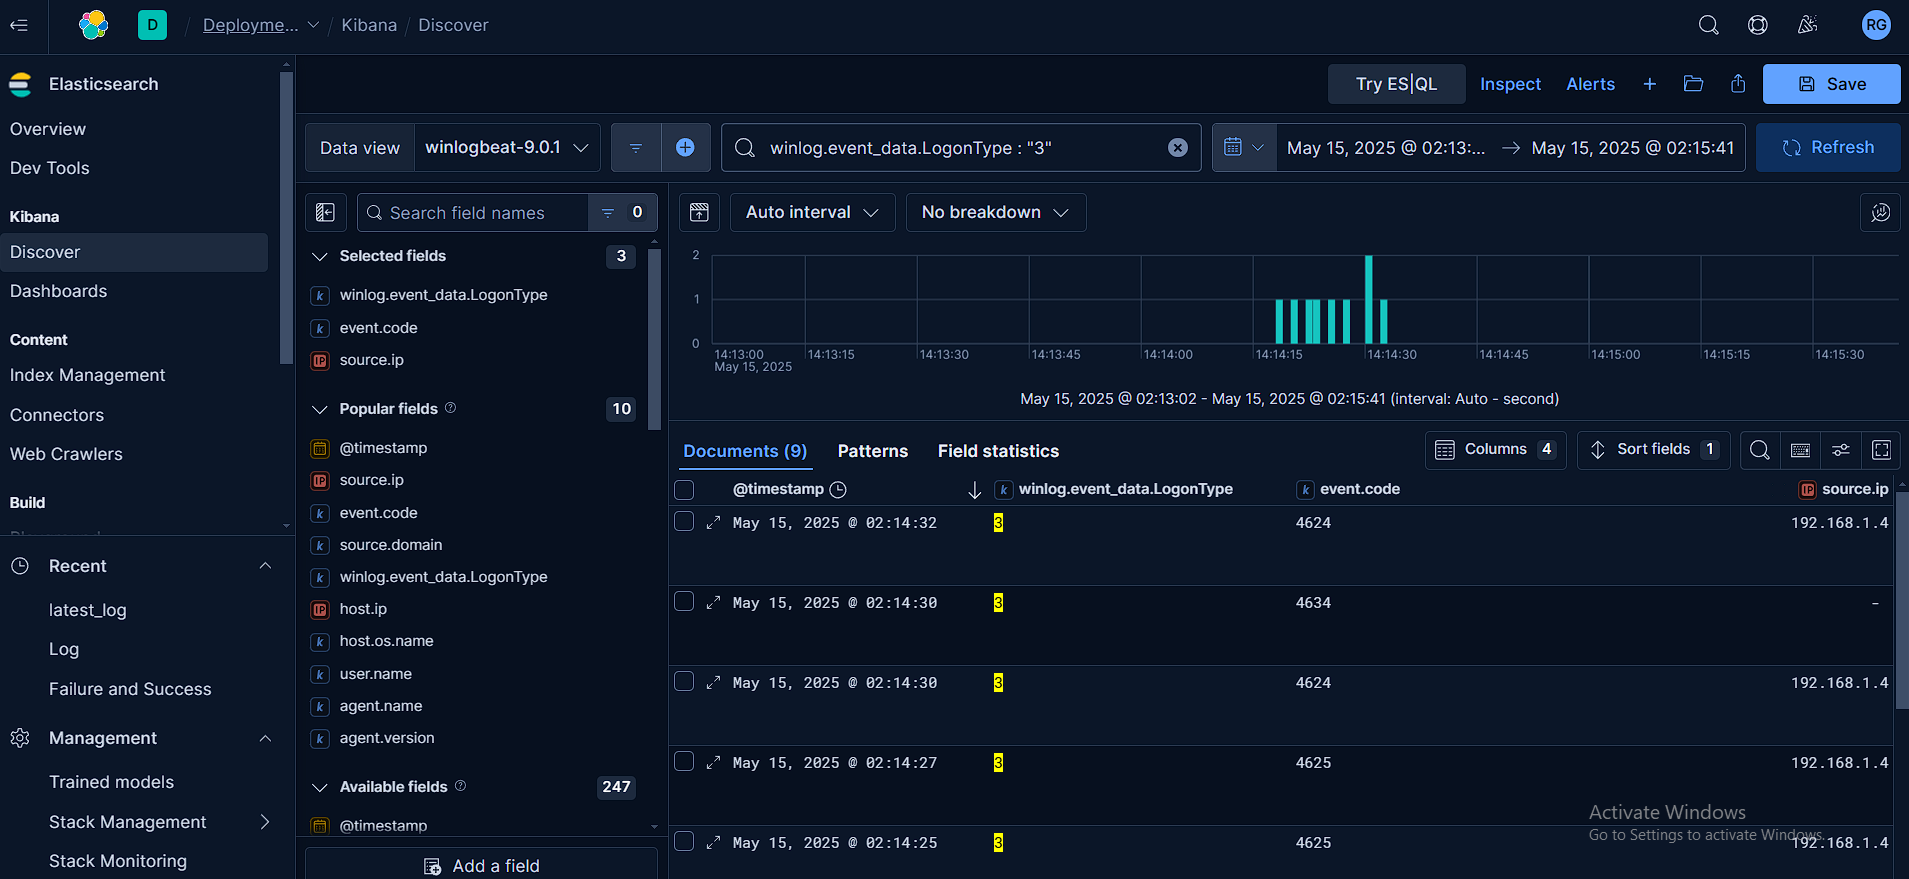 D / Deployme... / Kibana / Discover RG
Elasticsearch
Overview
Dev Tools
Kibana
Discover
Dashboards
Content
Index Management
Connectors
Web Crawlers
Build
Recent
latest_log
Log
Failure and Success
Management
Trained models
Stack Management
Stack Monitoring
Try ES|QL Inspect Alerts Save
Data view winlogbeat-9.0.1 winlog.event_data.LogonType : "3" May 15, 2025 @ 02:13:... → May 15, 2025 @ 02:15:41 Refresh
Search field names 0
Selected fields 3
k winlog.event_data.LogonType
k event.code
IP source.ip
Popular fields 10
@timestamp
IP source.ip
k event.code
k source.domain
k winlog.event_data.LogonType
IP host.ip
k host.os.name
k user.name
k agent.name
k agent.version
Available fields 247
@timestamp
Add a field
Auto interval No breakdown
2
1
0
14:13:00 14:13:15 14:13:30 14:13:45 14:14:00 14:14:15 14:14:30 14:14:45 14:15:00 14:15:15 14:15:30
May 15, 2025
May 15, 2025 @ 02:13:02 - May 15, 2025 @ 02:15:41 (interval: Auto - second)
Documents (9) Patterns Field statistics Columns 4 Sort fields 1
@timestamp k winlog.event_data.LogonType k event.code IP source.ip
May 15, 2025 @ 02:14:32 3 4624 192.168.1.4
May 15, 2025 @ 02:14:30 3 4634 -
May 15, 2025 @ 02:14:30 3 4624 192.168.1.4
May 15, 2025 @ 02:14:27 3 4625 192.168.1.4
Activate Windows
Go to Settings to activate Windows.
May 15, 2025 @ 02:14:25 3 4625 192.168.1.4